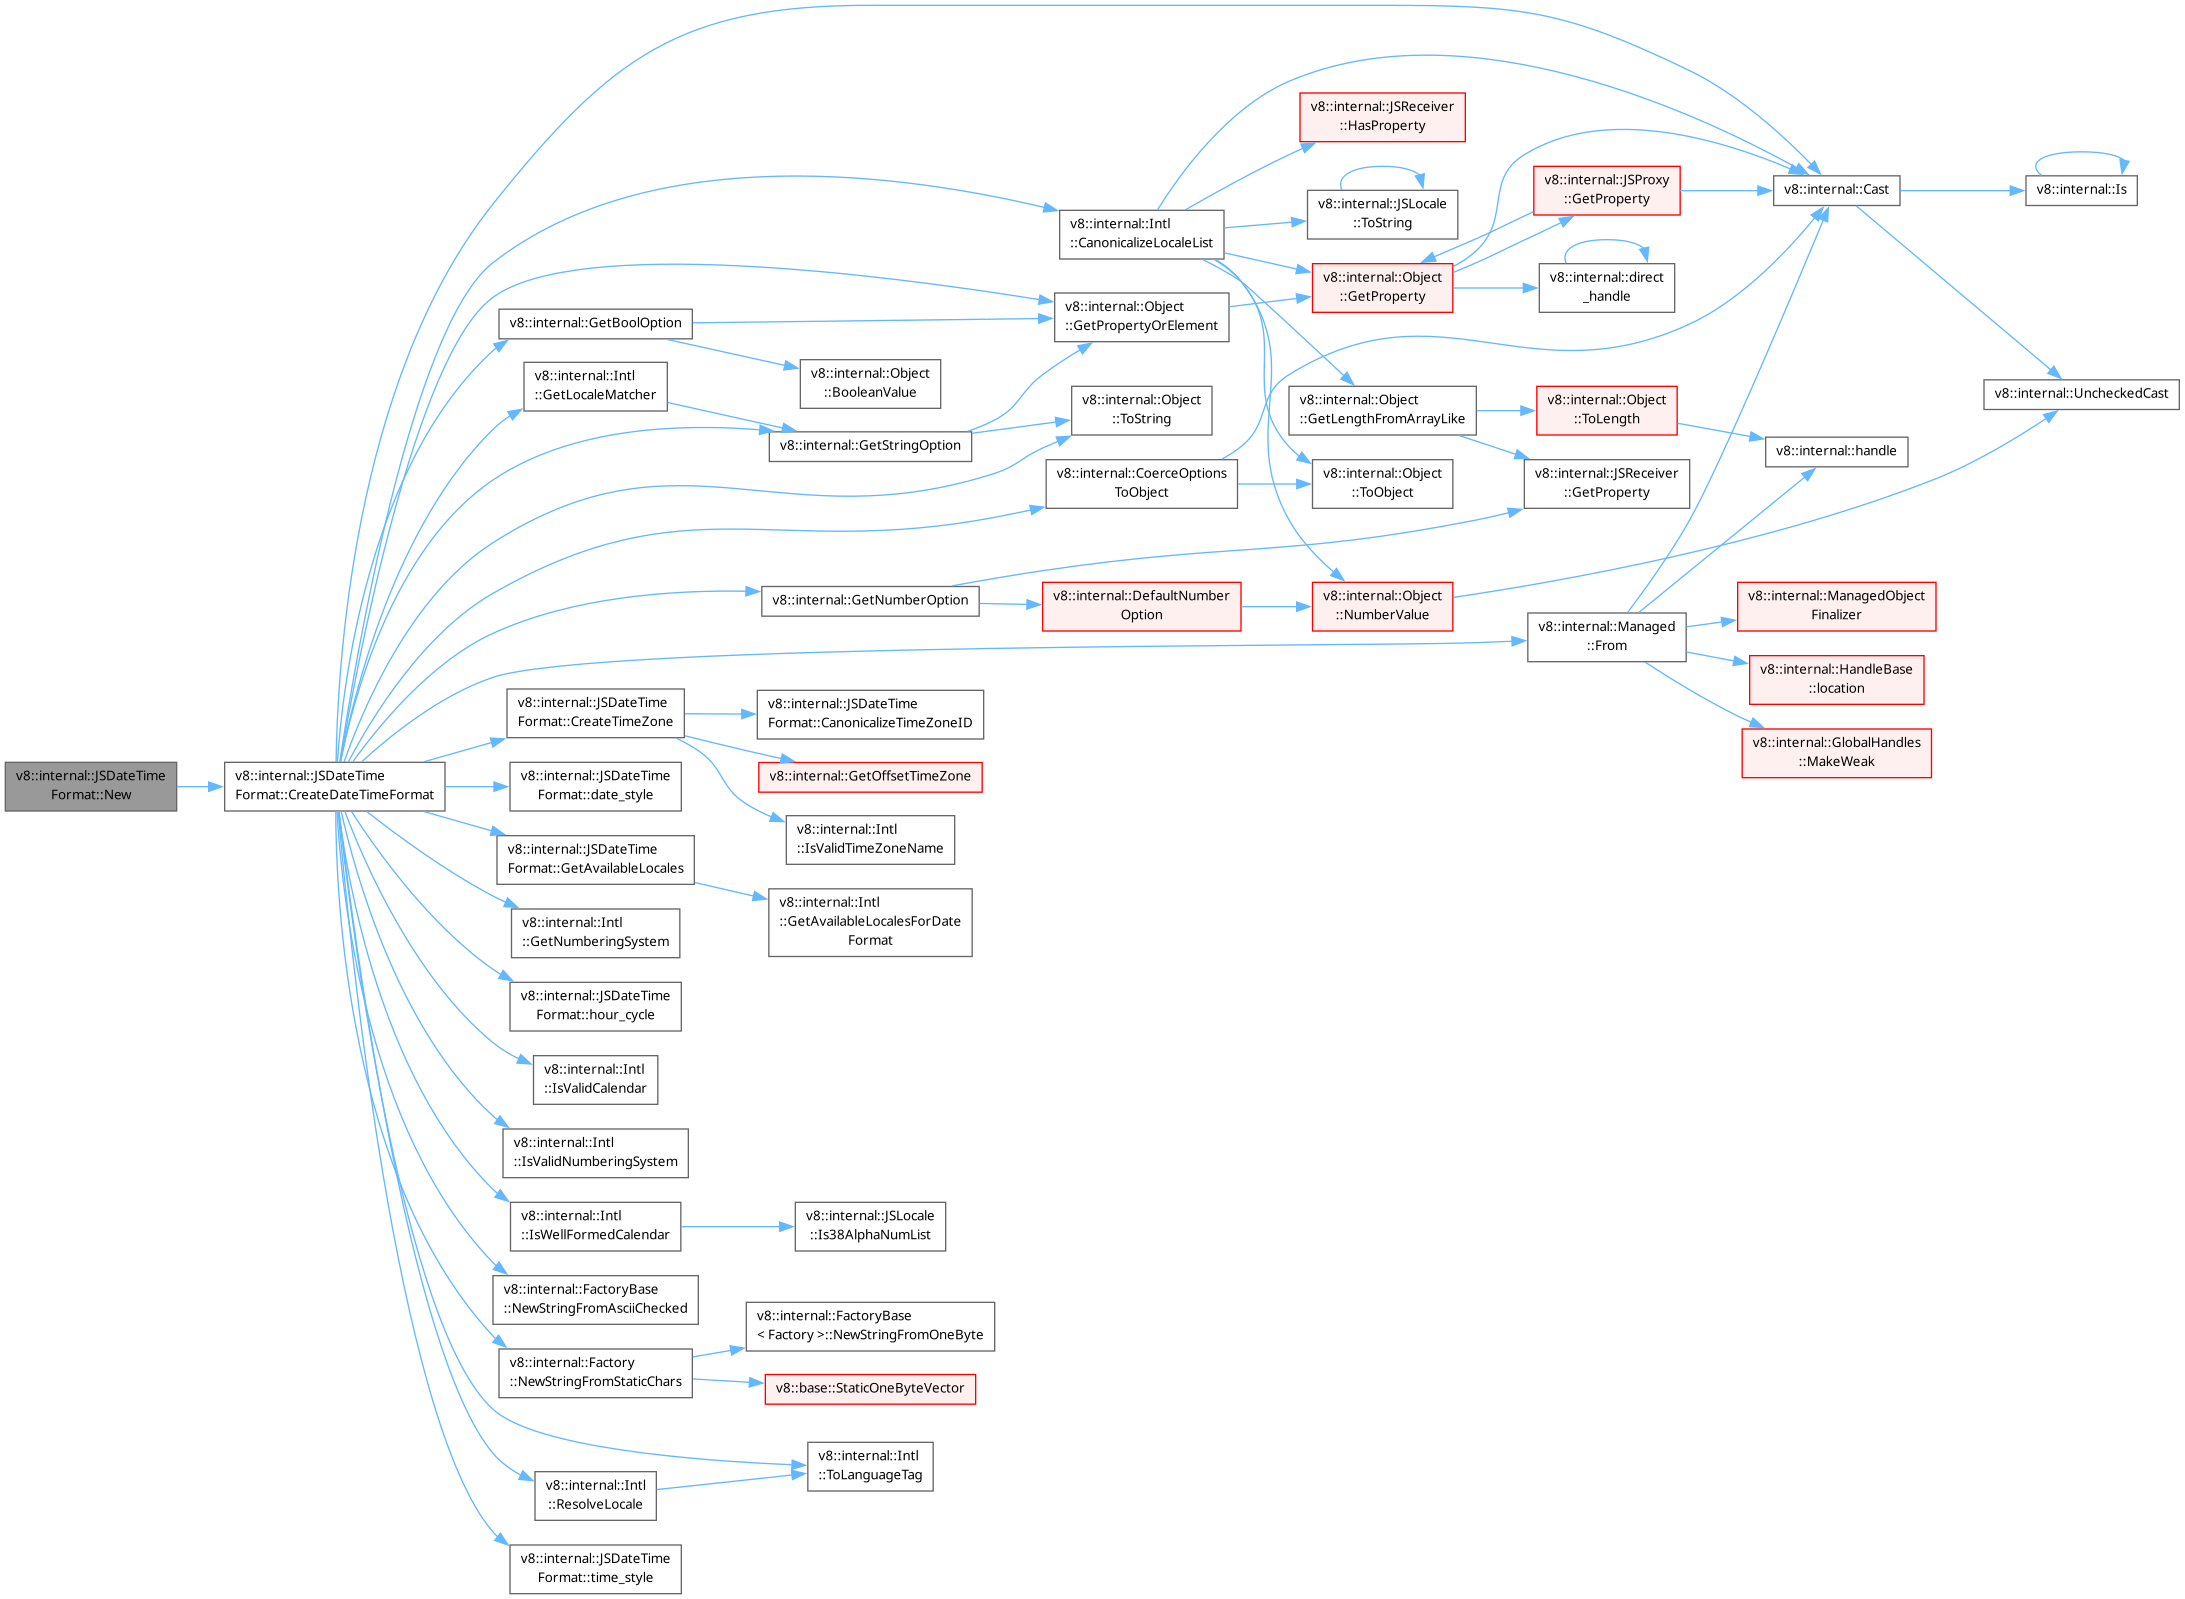 v8::internal::JSDateTime
Format::New
v8::internal::JSDateTime
Format::CreateDateTimeFormat
v8::internal::GetBoolOption
v8::internal::Intl
::GetLocaleMatcher
v8::internal::JSDateTime
Format::CreateTimeZone
v8::internal::JSDateTime
Format::date_style
v8::internal::JSDateTime
Format::GetAvailableLocales
v8::internal::Intl
::GetNumberingSystem
v8::internal::JSDateTime
Format::hour_cycle
v8::internal::Intl
::IsValidCalendar
v8::internal::Intl
::IsValidNumberingSystem
v8::internal::Intl
::IsWellFormedCalendar
v8::internal::FactoryBase
::NewStringFromAsciiChecked
v8::internal::Factory
::NewStringFromStaticChars
v8::internal::Intl
::ResolveLocale
v8::internal::JSDateTime
Format::time_style
v8::internal::Object
::BooleanValue
v8::internal::GetStringOption
v8::internal::GetNumberOption
v8::internal::JSDateTime
Format::CanonicalizeTimeZoneID
v8::internal::GetOffsetTimeZone
v8::internal::Intl
::IsValidTimeZoneName
v8::internal::Intl
::GetAvailableLocalesForDate
Format
v8::internal::JSLocale
::Is38AlphaNumList
v8::internal::FactoryBase
< Factory >::NewStringFromOneByte
v8::base::StaticOneByteVector
v8::internal::Intl
::ToLanguageTag
v8::internal::Intl
::CanonicalizeLocaleList
v8::internal::Object
::GetPropertyOrElement
v8::internal::Object
::ToString
v8::internal::CoerceOptions
ToObject
v8::internal::DefaultNumber
Option
v8::internal::JSReceiver
::HasProperty
v8::internal::JSLocale
::ToString
v8::internal::Object
::GetProperty
v8::internal::Object
::GetLengthFromArrayLike
v8::internal::Object
::ToObject
v8::internal::Object
::NumberValue
v8::internal::JSProxy
::GetProperty
v8::internal::direct
_handle
v8::internal::Object
::ToLength
v8::internal::JSReceiver
::GetProperty
v8::internal::Managed
::From
v8::internal::Cast
v8::internal::handle
v8::internal::ManagedObject
Finalizer
v8::internal::HandleBase
::location
v8::internal::GlobalHandles
::MakeWeak
v8::internal::Is
v8::internal::UncheckedCast